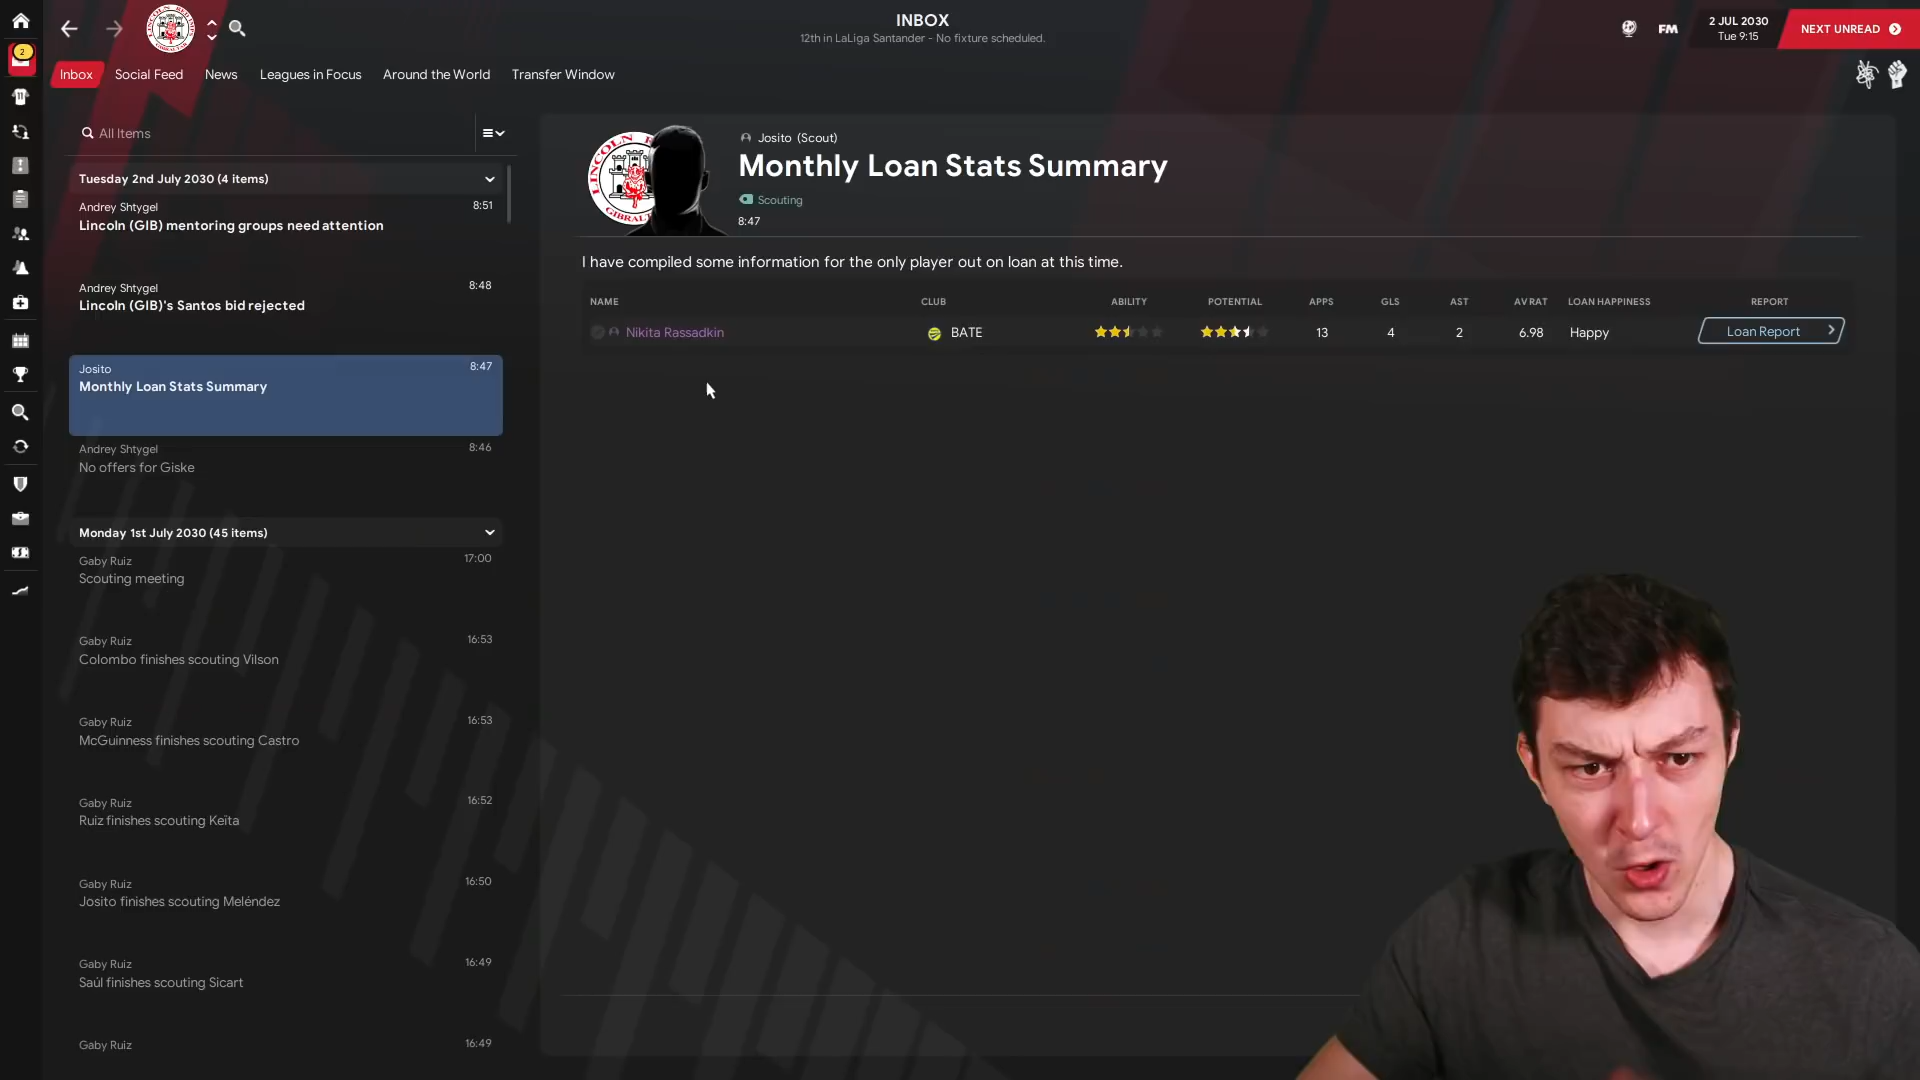 INBOX
12th in LaLiga Santander - No fixture scheduled.
FM
2 JUL 2030
Tue 9:15
NEXT UNREAD
2
Inbox
Social Feed
News
Leagues in Focus
Around the World
Transfer Window
All Items
Tuesday 2nd July 2030 (4 items)
Andrey Shtygel 8:51
Lincoln (GIB) mentoring groups need attention
Andrey Shtygel 8:48
Lincoln (GIB)'s Santos bid rejected
Josito 8:47
Monthly Loan Stats Summary
Andrey Shtygel 8:46
No offers for Giske
Monday 1st July 2030 (45 items)
Gaby Ruiz 17:00
Scouting meeting
Gaby Ruiz 16:53
Colombo finishes scouting Vilson
Gaby Ruiz 16:53
McGuinness finishes scouting Castro
Gaby Ruiz 16:52
Ruiz finishes scouting Keïta
Gaby Ruiz 16:50
Josito finishes scouting Meléndez
Gaby Ruiz 16:49
Saúl finishes scouting Sicart
Gaby Ruiz 16:49
Josito (Scout)
Monthly Loan Stats Summary
Scouting
8:47
I have compiled some information for the only player out on loan at this time.
NAME CLUB ABILITY POTENTIAL APPS GLS AST AV RAT LOAN HAPPINESS REPORT
Nikita Rassadkin BATE 13 4 2 6.98 Happy Loan Report